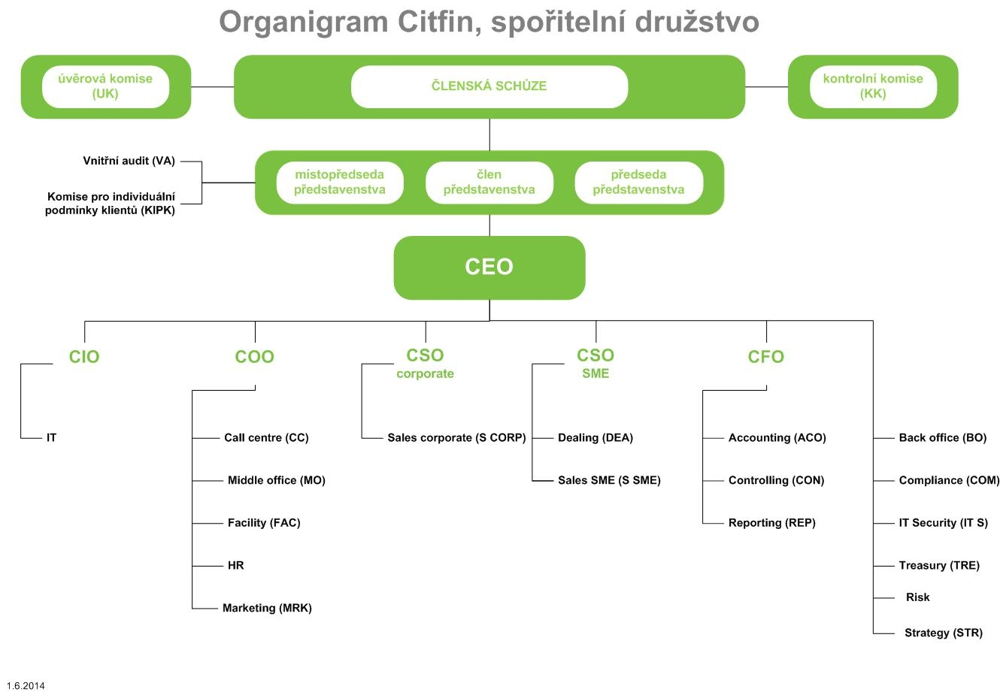 Organigram Citfin, spořitelní družstvo
úvěrová komise
(UK)
ČLENSKÁ SCHŮZE
kontrolní komise
(KK)
Vnitřní audit (VA)
Komise pro individuální
podmínky klientů (KIPK)
místopředseda
představenstva
člen
představenstva
předseda
představenstva
CEO
CIO
COO
CSO
corporate
CSO
SME
CFO
IT
Call centre (CC)
Middle office (MO)
Facility (FAC)
HR
Marketing (MRK)
Sales corporate (S CORP)
Dealing (DEA)
Sales SME (S SME)
Accounting (ACO)
Controlling (CON)
Reporting (REP)
Back office (BO)
Compliance (COM)
IT Security (IT S)
Treasury (TRE)
Risk
Strategy (STR)
1.6.2014